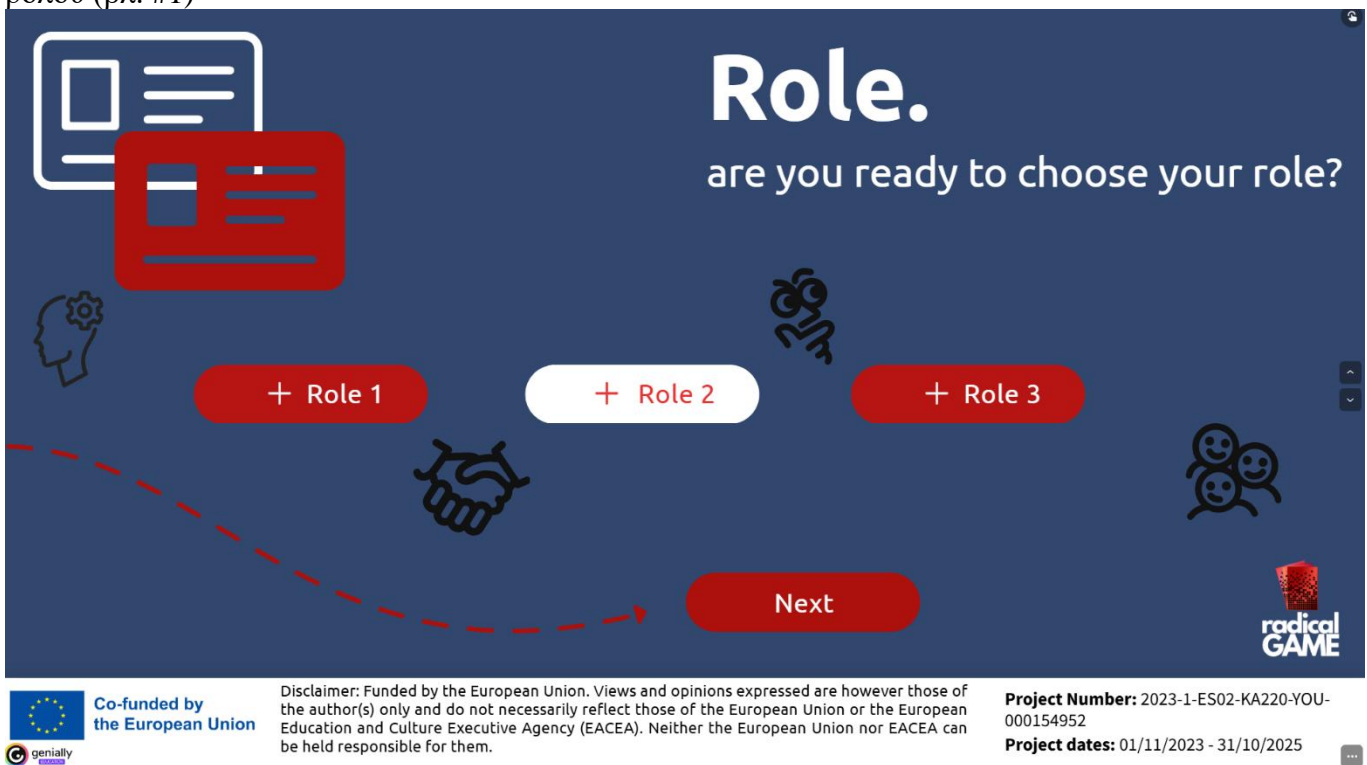 ролью (рк. #1)
Role.
are you ready to choose your role?
+ Role 1
+ Role 2
+ Role 3
Next
radical
GAME
Co-funded by
the European Union
Disclaimer: Funded by the European Union. Views and opinions expressed are however those of
the author(s) only and do not necessarily reflect those of the European Union or the European
Education and Culture Executive Agency (EACEA). Neither the European Union nor EACEA can
be held responsible for them.
Project Number: 2023-1-ES02-KA220-YOU-
000154952
Project dates: 01/11/2023 - 31/10/2025
genially
EDUCATION